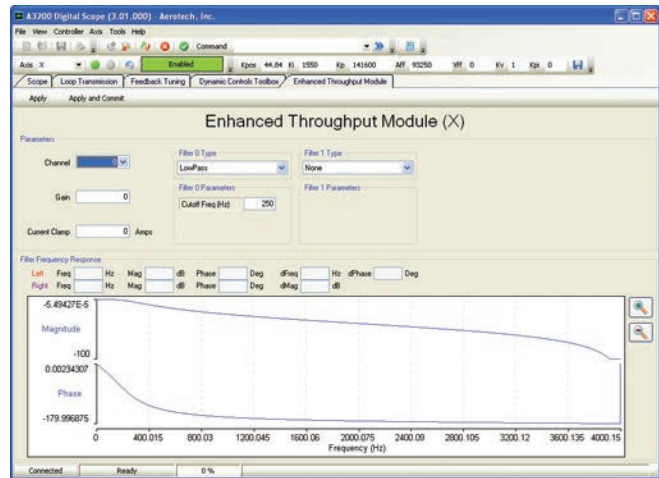 A3200 Digital Scope (3.01.000) - Aerotech, Inc.
File View Controller Axis Tools Help
Command
Axis X Enabled Kpos 44.84 Ki 1550 Kp 141600 Aff 93250 Vff 0 Kv 1 Kpi 0
Scope Loop Transmission Feedback Tuning Dynamic Controls Toolbox Enhanced Throughput Module
Apply Apply and Commit
Enhanced Throughput Module (X)
Parameters
Channel 0
Filter 0 Type
LowPass
Filter 1 Type
None
Gain 0
Filter 0 Parameters
Cutoff Freq (Hz) 250
Filter 1 Parameters
Current Clamp 0 Amps
Filter Frequency Response
Left Freq Hz Mag dB Phase Deg dFreq Hz dPhase Deg
Right Freq Hz Mag dB Phase Deg dMag dB
-5.49427E-5
Magnitude
-100
0.00234307
Phase
-179.996875
0 400.015 800.03 1200.045 1600.06 2000.075 2400.09 2800.105 3200.12 3600.135 4000.15
Frequency (Hz)
Connected Ready 0 %